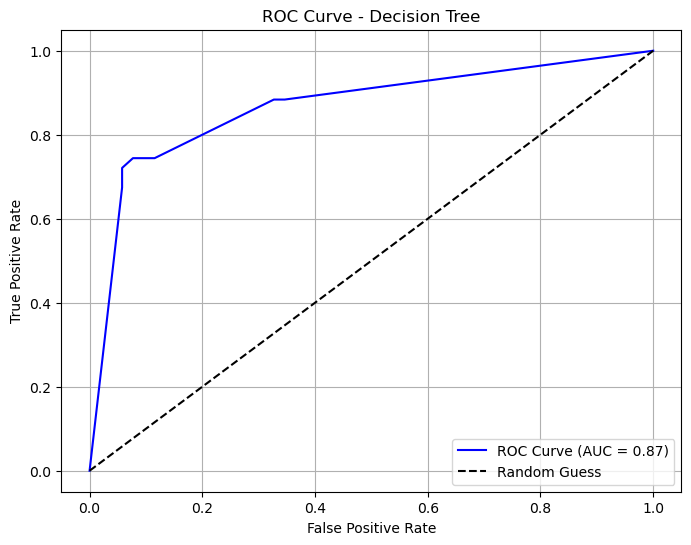 ROC Curve - Decision Tree
True Positive Rate
1.0
0.8
0.6
0.4
0.2
0.0
ROC Curve (AUC = 0.87)
Random Guess
0.0 0.2 0.4 0.6 0.8 1.0
False Positive Rate